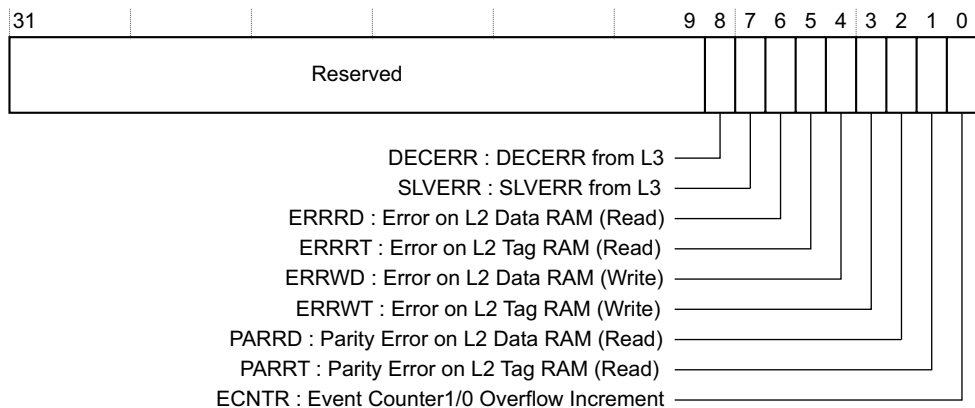 31 9 8 7 6 5 4 3 2 1 0
Reserved
DECERR : DECERR from L3
SLVERR : SLVERR from L3
ERRRD : Error on L2 Data RAM (Read)
ERRRT : Error on L2 Tag RAM (Read)
ERRWD : Error on L2 Data RAM (Write)
ERRWT : Error on L2 Tag RAM (Write)
PARRD : Parity Error on L2 Data RAM (Read)
PARRT : Parity Error on L2 Tag RAM (Read)
ECNTR : Event Counter1/0 Overflow Increment